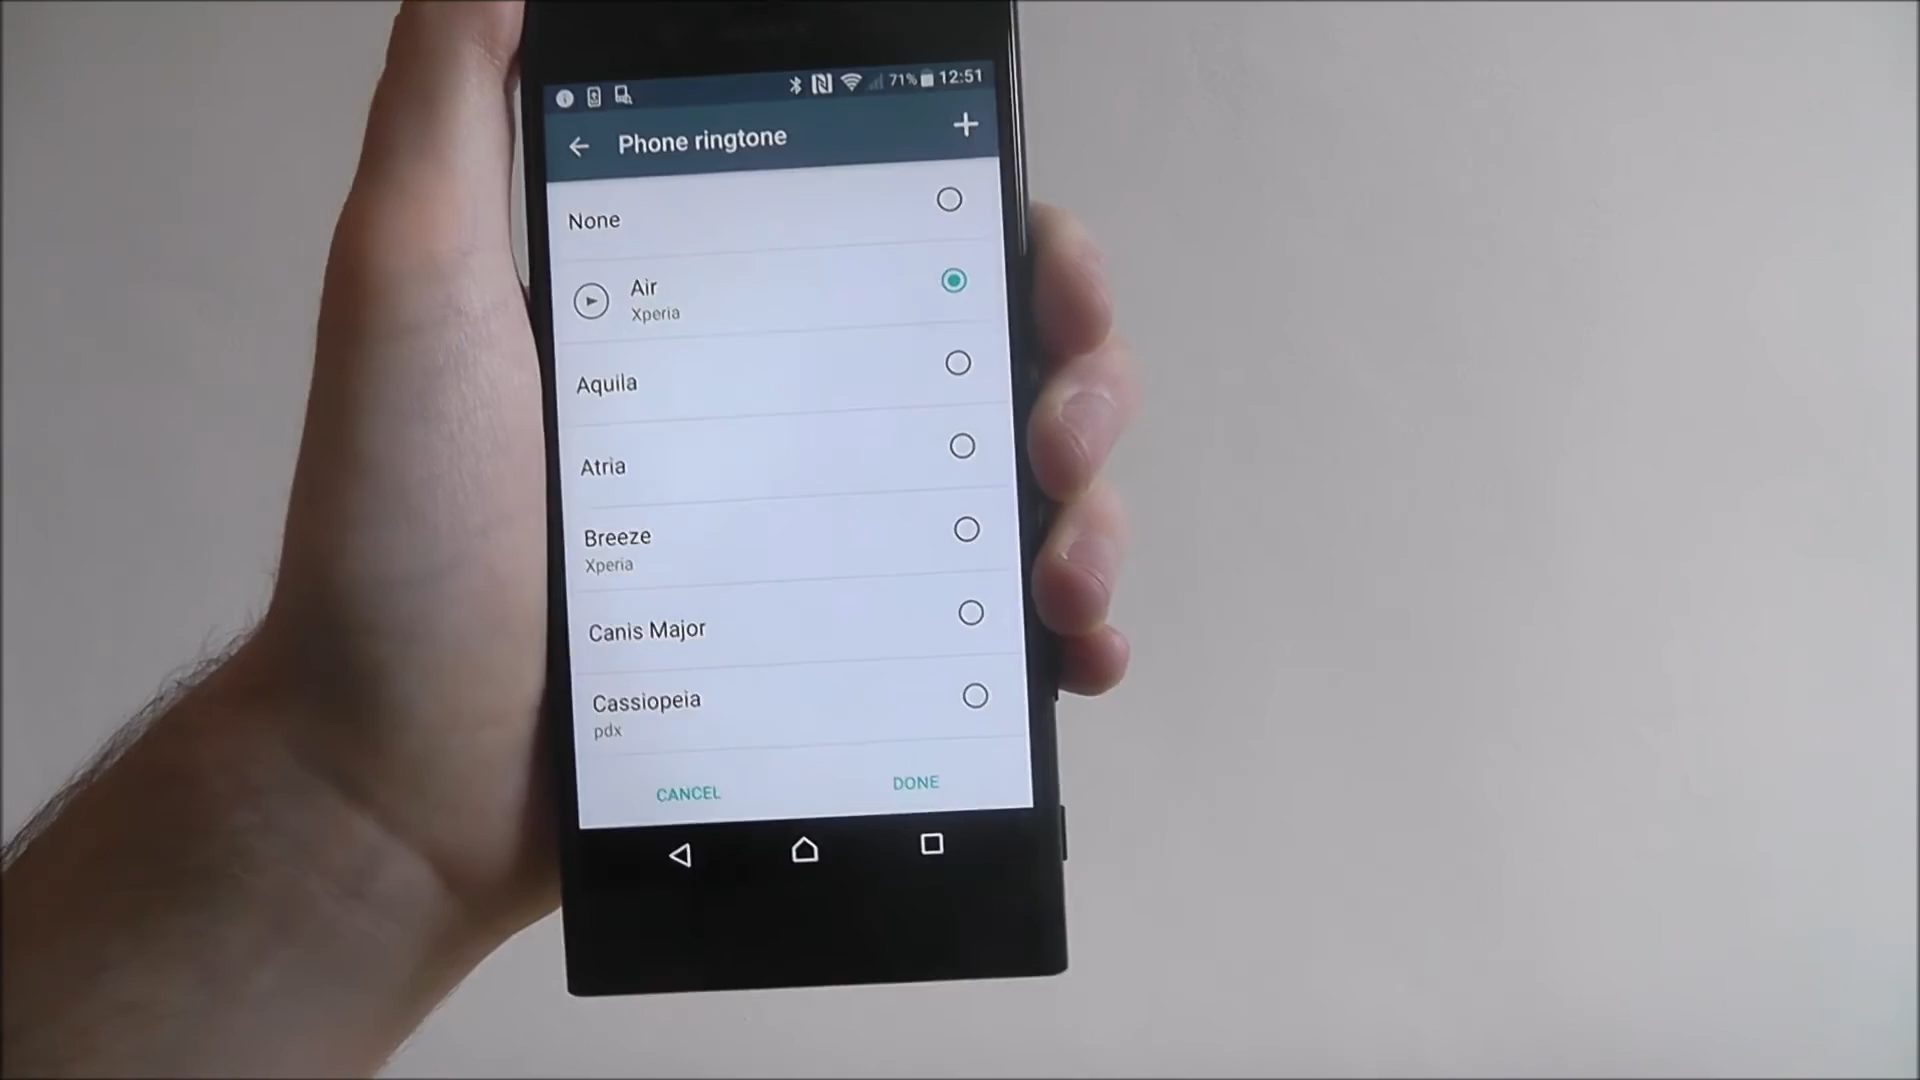 71% 12:51
Phone ringtone
None
Air
Xperia
Aquila
Atria
Breeze
Xperia
Canis Major
Cassiopeia
pdx
CANCEL DONE